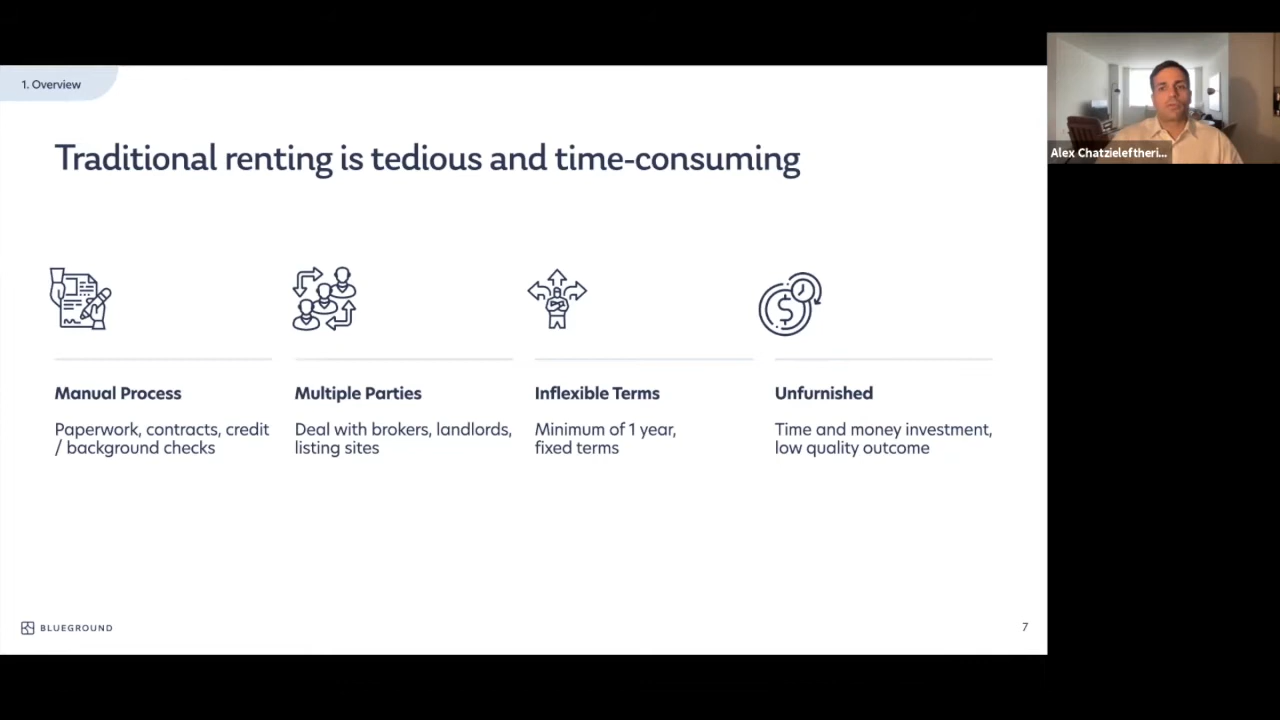 1. Overview
Traditional renting is tedious and time-consuming
Manual Process
Paperwork, contracts, credit
/ background checks
Multiple Parties
Deal with brokers, landlords,
listing sites
Inflexible Terms
Minimum of 1 year,
fixed terms
Unfurnished
Time and money investment,
low quality outcome
BLUEGROUND
7
Alex Chatzieleftheri...